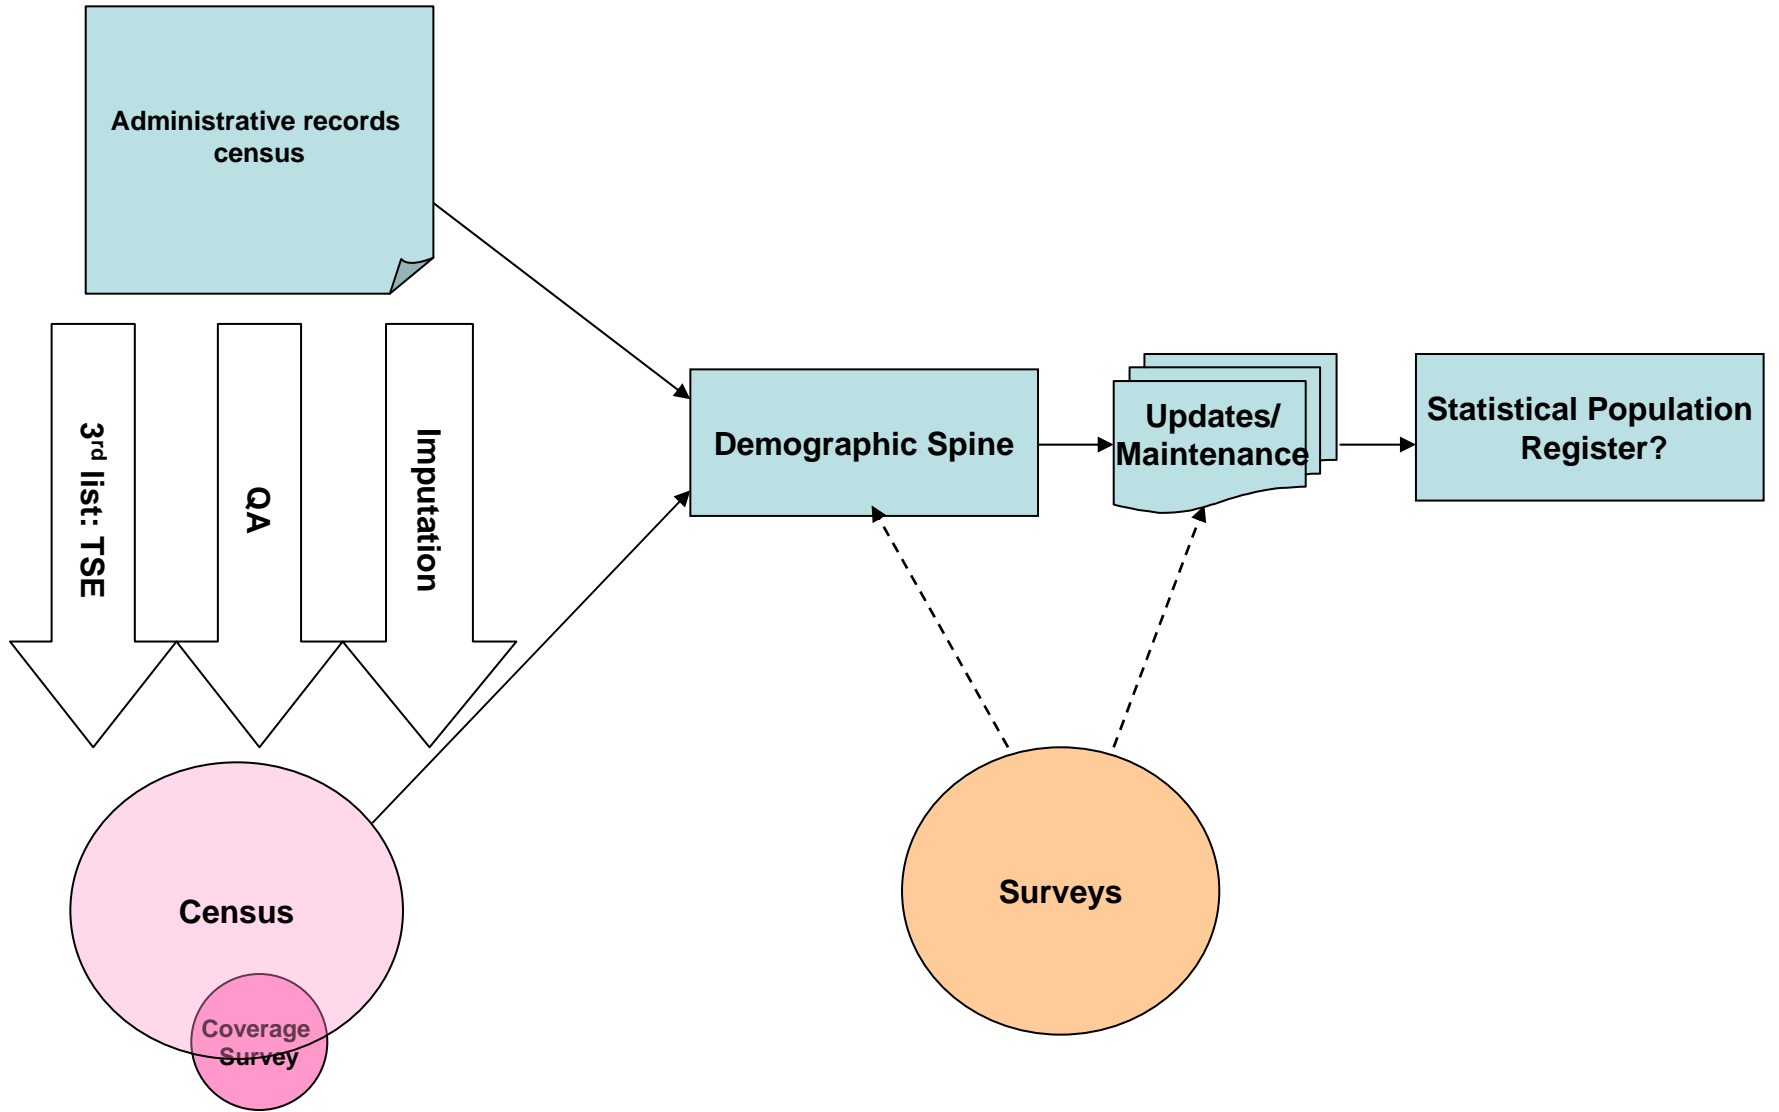 Administrative records
census
3rd list: TSE
QA
Imputation
Demographic Spine
Updates/
Maintenance
Statistical Population
Register?
Census
Surveys
Coverage
Survey